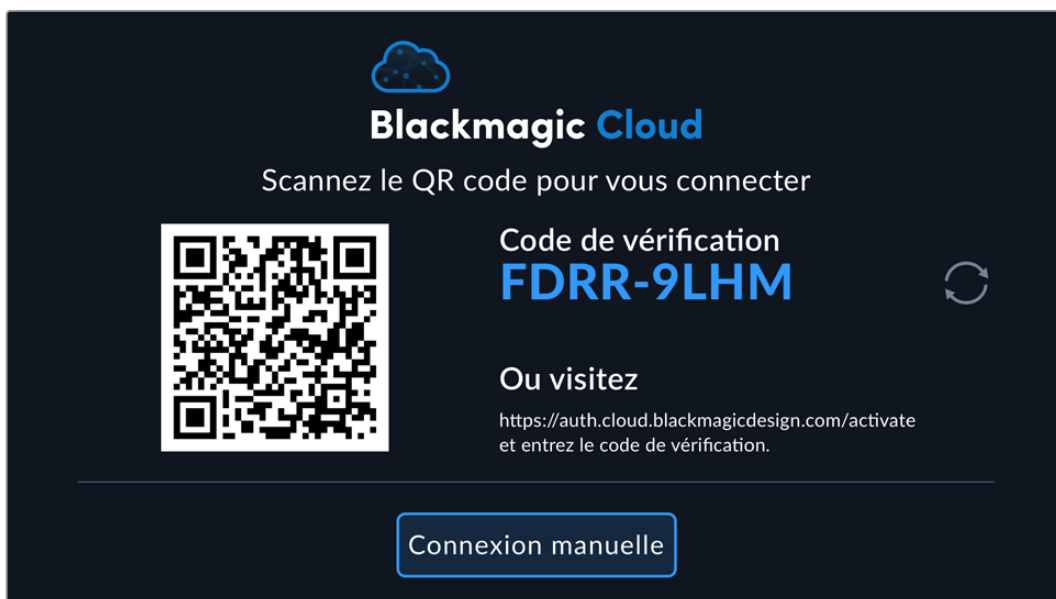 Blackmagic Cloud
Scannez le QR code pour vous connecter
Code de vérification
FDRR-9LHM
Ou visitez
https://auth.cloud.blackmagicdesign.com/activate
et entrez le code de vérification.
Connexion manuelle